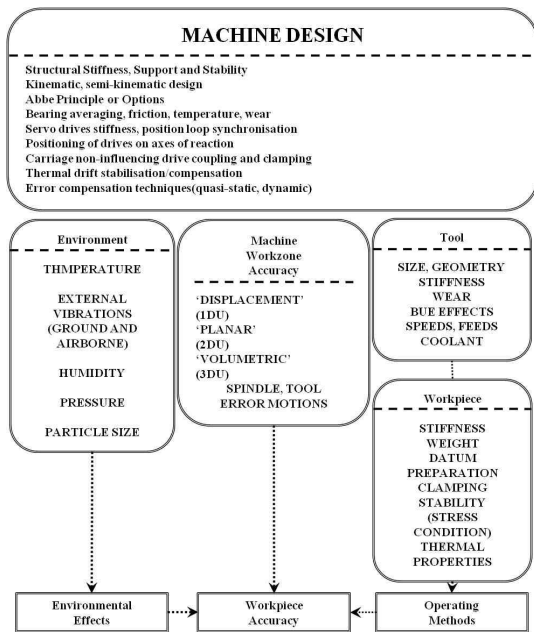 MACHINE DESIGN
Structural Stiffness, Support and Stability
Kinematic, semi-kinematic design
Abbe Principle or Options
Bearing averaging, friction, temperature, wear
Servo drives stiffness, position loop synchronisation
Positioning of drives on axes of reaction
Carriage non-influencing drive coupling and clamping
Thermal drift stabilisation/compensation
Error compensation techniques(quasi-static, dynamic)
Environment
THMPERATURE
EXTERNAL
VIBRATIONS
(GROUND AND
AIRBORNE)
HUMIDITY
PRESSURE
PARTICLE SIZE
Machine
Workzone
Accuracy
‘DISPLACEMENT’
(1DU)
‘PLANAR’
(2DU)
‘VOLUMETRIC’
(3DU)
SPINDLE, TOOL
ERROR MOTIONS
Tool
SIZE, GEOMETRY
STIFFNESS
WEAR
BUE EFFECTS
SPEEDS, FEEDS
COOLANT
Workpiece
STIFFNESS
WEIGHT
DATUM
PREPARATION
CLAMPING
STABILITY
(STRESS
CONDITION)
THERMAL
PROPERTIES
Environmental
Effects
Workpiece
Accuracy
Operating
Methods